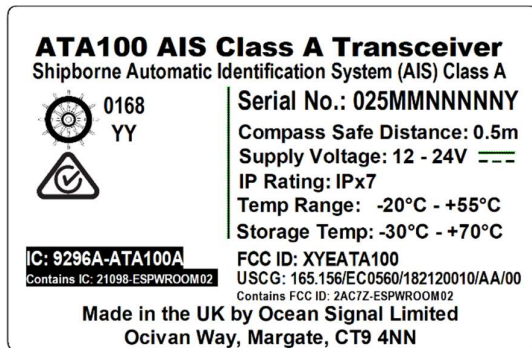 ATA100 AIS Class A Transceiver
Shipborne Automatic Identification System (AIS) Class A
0168
YY
Serial No.: 025MMNNNNNY
Compass Safe Distance: 0.5m
Supply Voltage: 12 - 24V
IP Rating: IPx7
Temp Range: -20°C - +55°C
Storage Temp: -30°C - +70°C
IC: 9296A-ATA100A
Contains IC: 21098-ESPWROOM02
FCC ID: XYEATA100
USCG: 165.156/EC0560/182120010/AA/00
Contains FCC ID: 2AC7Z-ESPWROOM02
Made in the UK by Ocean Signal Limited
Ocivan Way, Margate, CT9 4NN